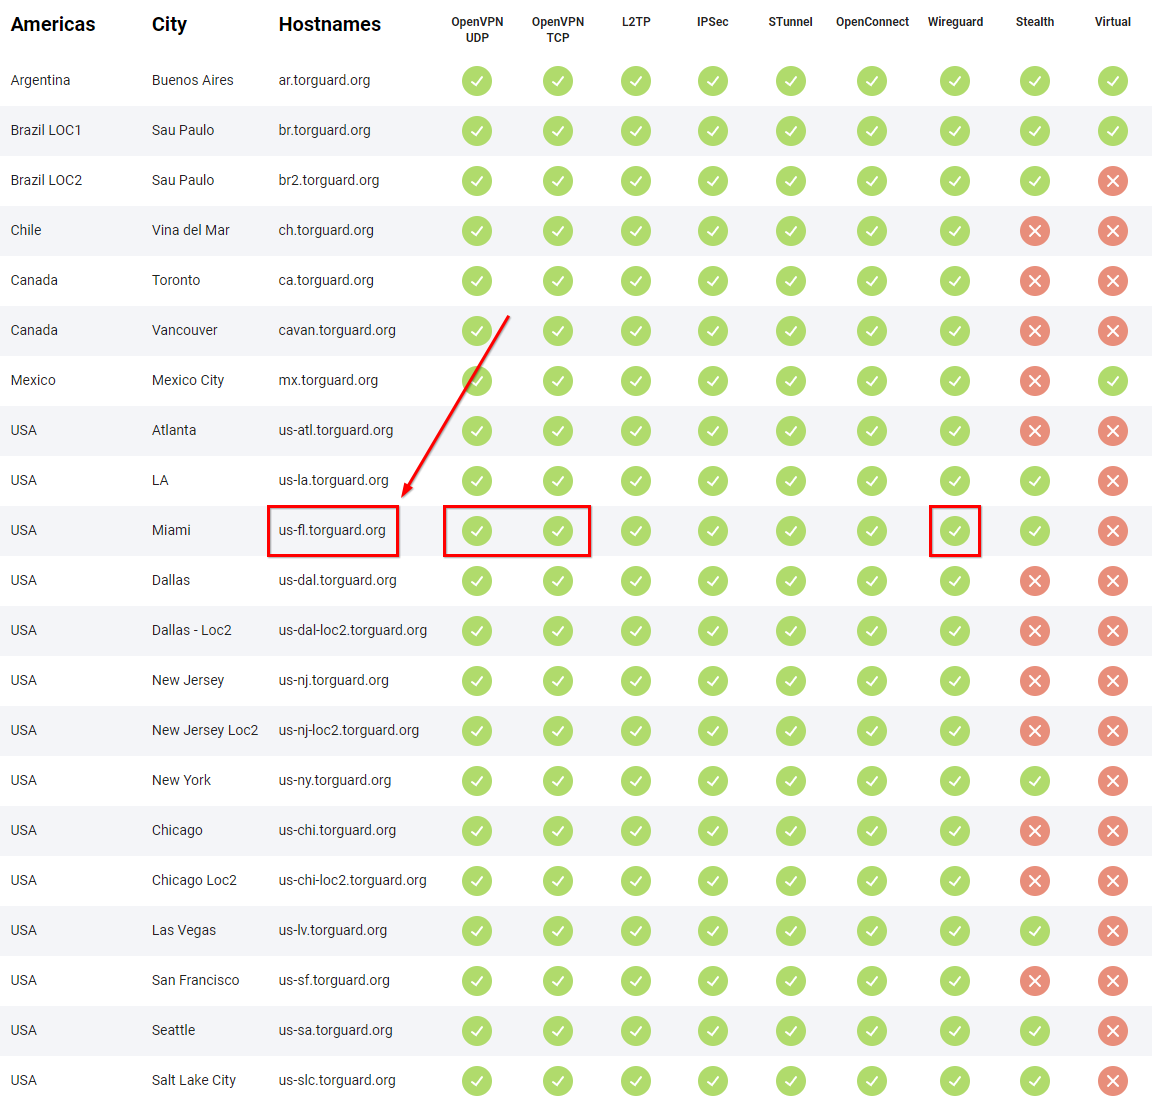 Americas City Hostnames OpenVPN UDP OpenVPN TCP L2TP IPSec STunnel OpenConnect Wireguard Stealth Virtual
Argentina Buenos Aires ar.torguard.org
Brazil LOC1 Sau Paulo br.torguard.org
Brazil LOC2 Sau Paulo br2.torguard.org
Chile Vina del Mar ch.torguard.org
Canada Toronto ca.torguard.org
Canada Vancouver cavan.torguard.org
Mexico Mexico City mx.torguard.org
USA Atlanta us-atl.torguard.org
USA LA us-la.torguard.org
USA Miami us-fl.torguard.org
USA Dallas us-dal.torguard.org
USA Dallas - Loc2 us-dal-loc2.torguard.org
USA New Jersey us-nj.torguard.org
USA New Jersey Loc2 us-nj-loc2.torguard.org
USA New York us-ny.torguard.org
USA Chicago us-chi.torguard.org
USA Chicago Loc2 us-chi-loc2.torguard.org
USA Las Vegas us-lv.torguard.org
USA San Francisco us-sf.torguard.org
USA Seattle us-sa.torguard.org
USA Salt Lake City us-slc.torguard.org